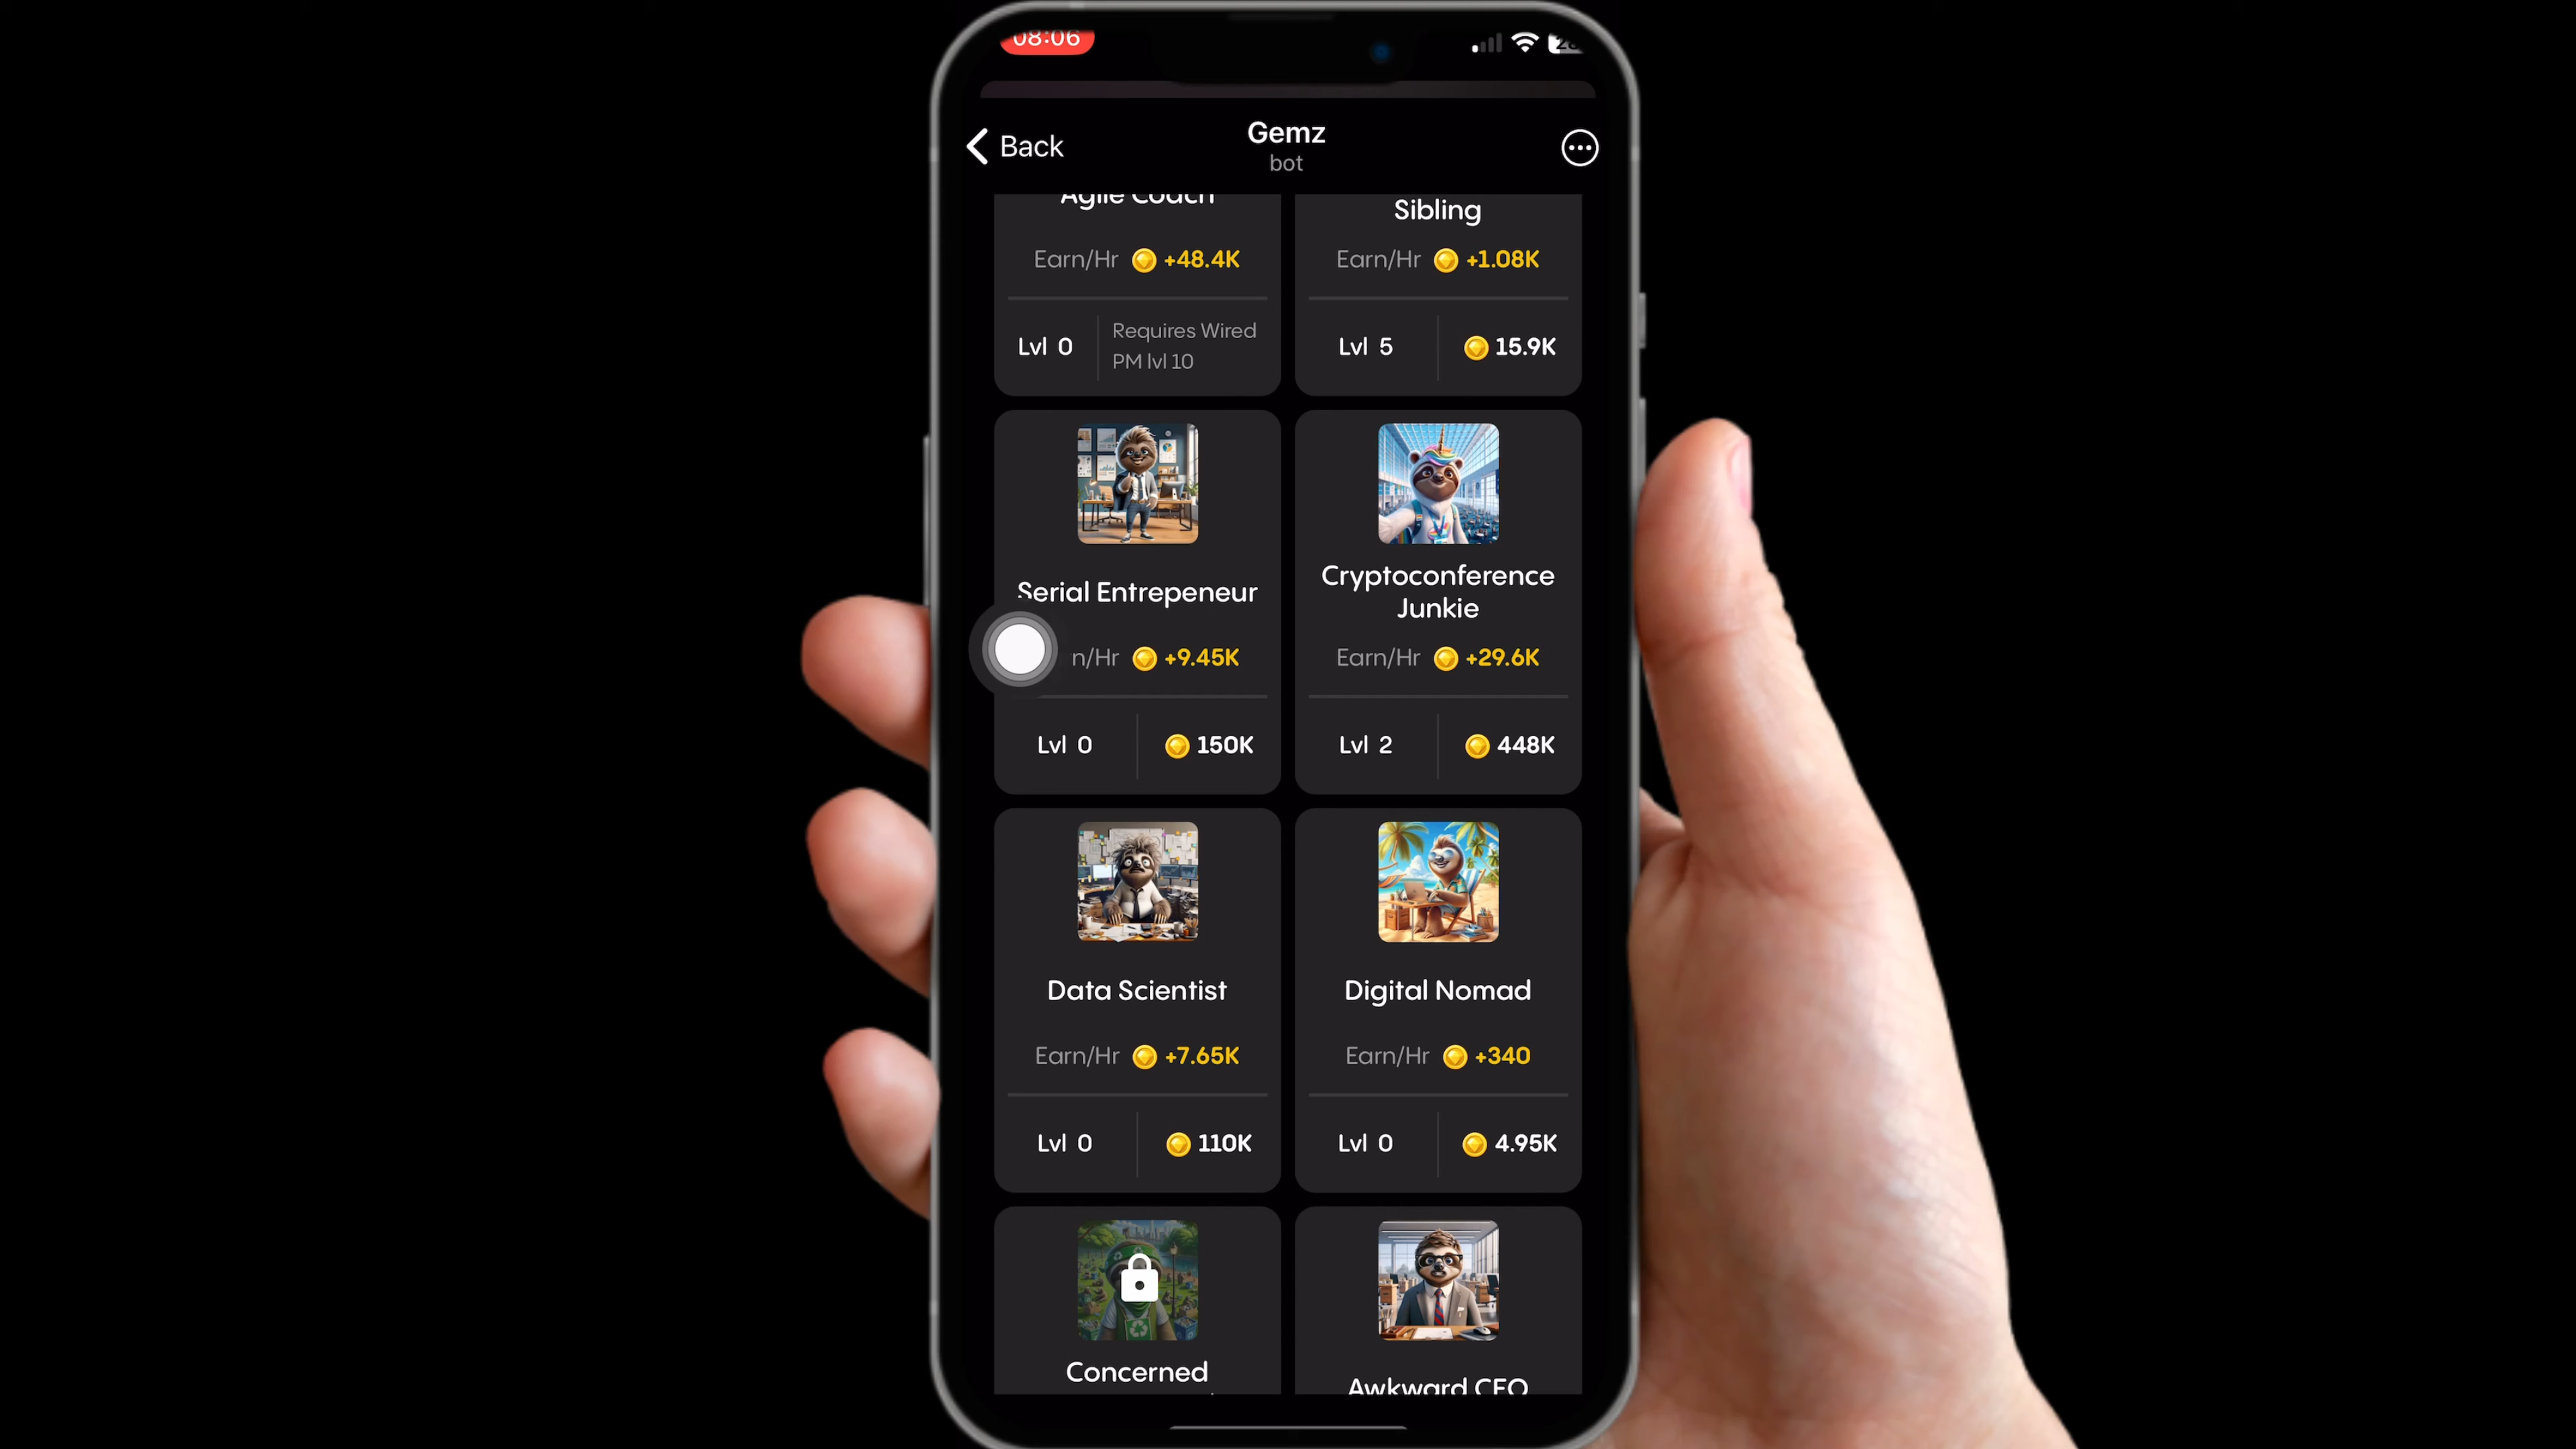 08:06
Back
Gemz
bot
Agile Coach
Sibling
Earn/Hr +48.4K
Earn/Hr +1.08K
Lvl 0
Requires Wired
PM lvl 10
Lvl 5
15.9K
Serial Entrepeneur
Cryptoconference
Junkie
n/Hr +9.45K
Earn/Hr +29.6K
Lvl 0
150K
Lvl 2
448K
Data Scientist
Digital Nomad
Earn/Hr +7.65K
Earn/Hr +340
Lvl 0
110K
Lvl 0
4.95K
Concerned
Awkward CEO